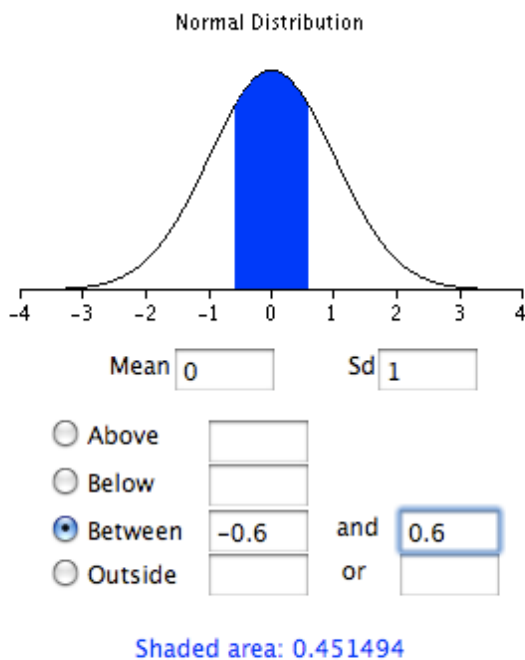 Normal Distribution
-4 -3 -2 -1 0 1 2 3 4
Mean 0 Sd 1
Above
Below
Between -0.6 and 0.6
Outside or
Shaded area: 0.451494